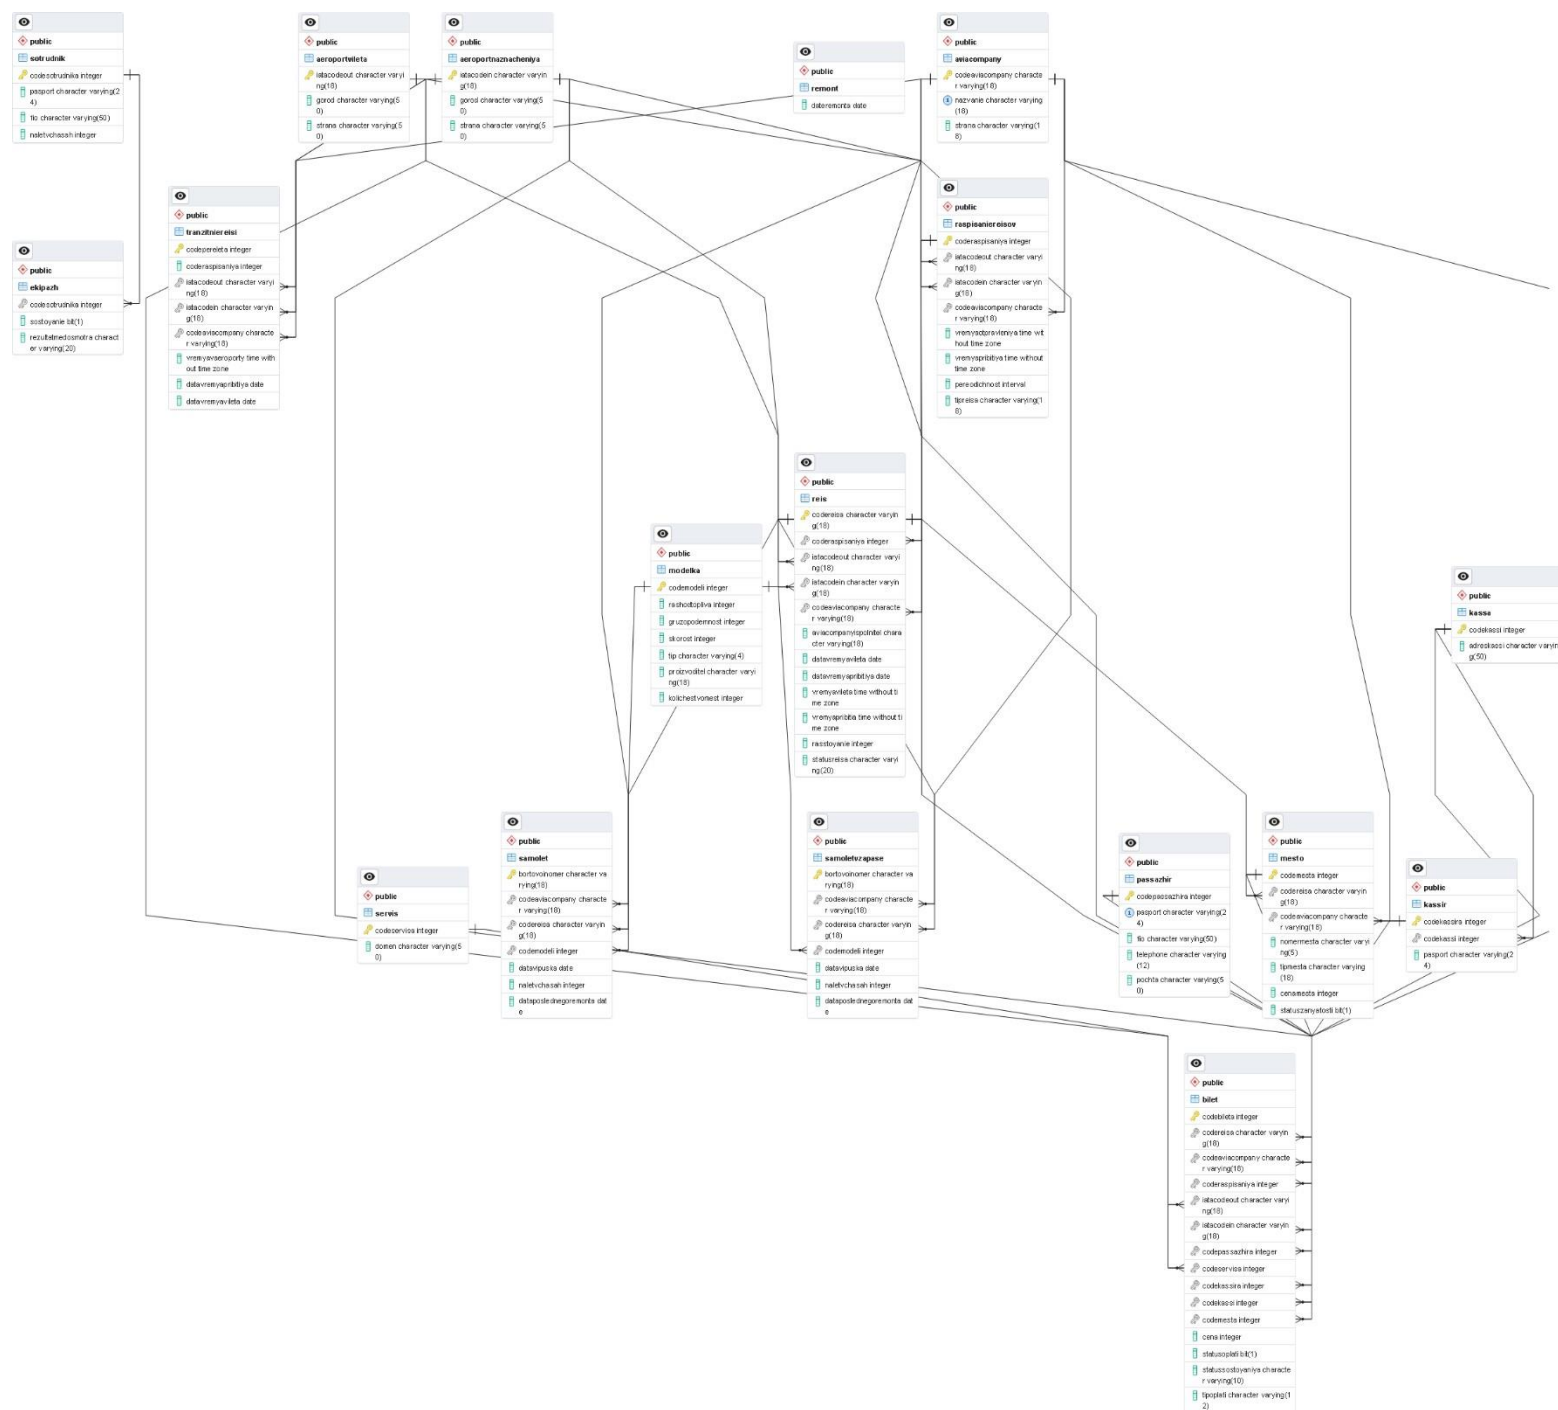 public
sotrudnik
codesotrudnika integer
pasport character varying(2
4)
fio character varying(50)
naletvchasah integer
public
ekipazh
codesotrudnika integer
sostoyanie bit(1)
rezultatmedosmotra charact
er varying(20)
public
aeroportvileta
iatacodeout character varyi
ng(18)
gorod character varying(5
0)
strana character varying(5
0)
public
aeroportnaznacheniya
iatacodein character varyin
g(18)
gorod character varying(5
0)
strana character varying(5
0)
public
remont
dateremonta date
public
aviacompany
codeaviacompany characte
r varying(18)
nazvanie character varying
(18)
strana character varying(1
8)
public
tranzitniereisi
codepereleta integer
coderaspisaniya integer
iatacodeout character varyi
ng(18)
iatacodein character varyin
g(18)
codeaviacompany characte
r varying(18)
vremyavaeroporty time with
out time zone
datavremyapribitiya date
datavremyavileta date
public
raspisaniereisov
coderaspisaniya integer
iatacodeout character varyi
ng(18)
iatacodein character varyin
g(18)
codeaviacompany characte
r varying(18)
vremyaotpravleniya time wit
hout time zone
vremyapribitiya time without
time zone
pereodichnost interval
tipreisa character varying(1
8)
public
reis
codereisa character varyin
g(18)
coderaspisaniya integer
iatacodeout character varyi
ng(18)
iatacodein character varyin
g(18)
codeaviacompany characte
r varying(18)
aviacompanyispolnitel chara
cter varying(18)
datavremyavileta date
datavremyapribitiya date
vremyavileta time without ti
me zone
vremyapribitia time without ti
me zone
rasstoyanie integer
statusreisa character varyi
ng(20)
public
modelka
codemodeli integer
rashodtopliva integer
gruzopodemnost integer
skorost integer
tip character varying(4)
proizvoditel character varyi
ng(18)
kolichestvomest integer
public
kassa
codekassi integer
adreskassi character varyin
g(50)
public
servis
codeservisa integer
domen character varying(5
0)
public
samolet
bortovoinomer character va
rying(18)
codeaviacompany characte
r varying(18)
codereisa character varyin
g(18)
codemodeli integer
datavipuska date
naletvchasah integer
dataposlednegoremonta dat
e
public
samoletvzapase
bortovoinomer character va
rying(18)
codeaviacompany characte
r varying(18)
codereisa character varyin
g(18)
codemodeli integer
datavipuska date
naletvchasah integer
dataposlednegoremonta dat
e
public
passazhir
codepassazhira integer
pasport character varying(2
4)
fio character varying(50)
telephone character varying
(12)
pochta character varying(5
0)
public
mesto
codemesta integer
codereisa character varyin
g(18)
codeaviacompany characte
r varying(18)
nomermesta character varyi
ng(5)
tipmesta character varying
(18)
cenamesta integer
statuszanyatosti bit(1)
public
kassir
codekassira integer
codekassi integer
pasport character varying(2
4)
public
bilet
codebileta integer
codereisa character varyin
g(18)
codeaviacompany characte
r varying(18)
coderaspisaniya integer
iatacodeout character varyi
ng(18)
iatacodein character varyin
g(18)
codepassazhira integer
codeservisa integer
codekassira integer
codekassi integer
codemesta integer
cena integer
statusoplati bit(1)
statussostoyaniya characte
r varying(10)
tipoplati character varying(1
2)